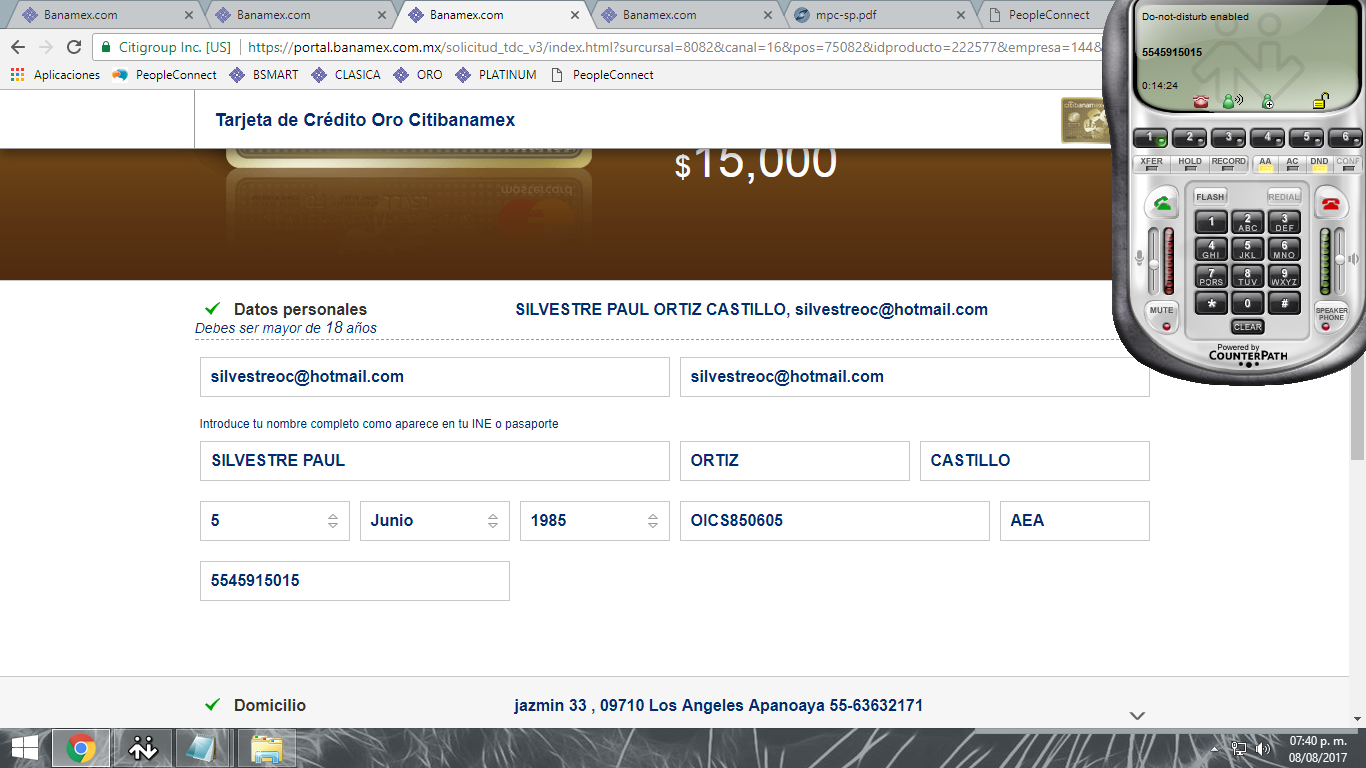 Banamex.com
Banamex.com
Banamex.com
Banamex.com
mpc-sp.pdf
PeopleConnect
Citigroup Inc. [US]
https://portal.banamex.com.mx/solicitud_tdc_v3/index.html?surcursal=8082&canal=16&pos=75082&idproducto=222577&empresa=144&
Aplicaciones
PeopleConnect
BSMART
CLASICA
ORO
PLATINUM
PeopleConnect
Do-not-disturb enabled
5545915015
0:14:24
1 2 3 4 5 6
XFER HOLD RECORD AA AC DND CONF
FLASH REDIAL
1 2 ABC 3 DEF
4 GHI 5 JKL 6 MNO
7 PQRS 8 TUV 9 WXYZ
* 0 #
MUTE
SPEAKER PHONE
CLEAR
Powered by
COUNTERPATH
Tarjeta de Crédito Oro Citibanamex
$15,000
Datos personales
SILVESTRE PAUL ORTIZ CASTILLO, silvestreoc@hotmail.com
Debes ser mayor de 18 años
silvestreoc@hotmail.com
silvestreoc@hotmail.com
Introduce tu nombre completo como aparece en tu INE o pasaporte
SILVESTRE PAUL
ORTIZ
CASTILLO
5
Junio
1985
OICS850605
AEA
5545915015
Domicilio
jazmin 33 , 09710 Los Angeles Apanoaya 55-63632171
07:40 p. m.
08/08/2017